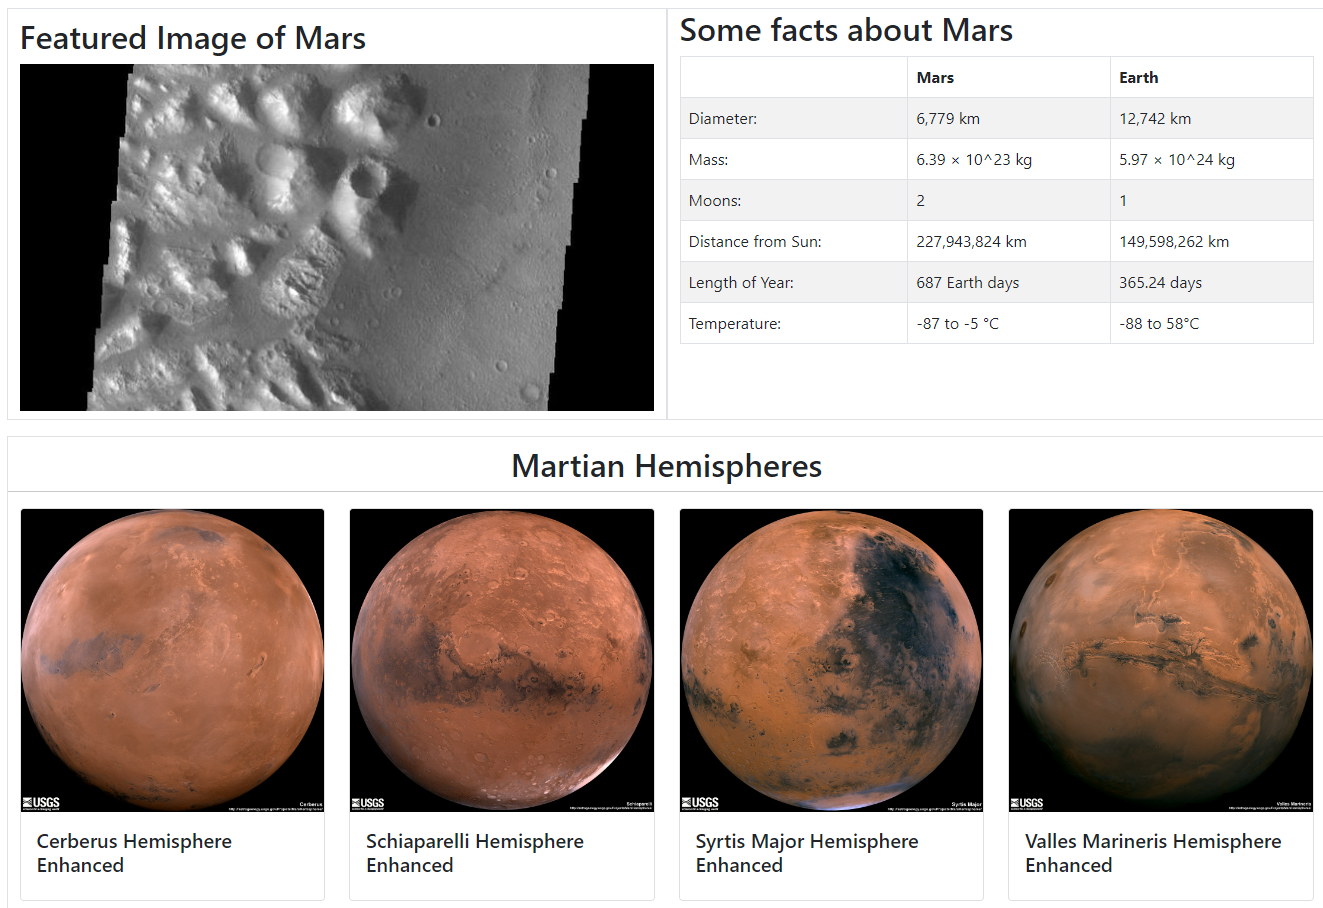 Featured Image of Mars
Some facts about Mars
Mars Earth
Diameter: 6,779 km 12,742 km
Mass: 6.39 × 10^23 kg 5.97 × 10^24 kg
Moons: 2 1
Distance from Sun: 227,943,824 km 149,598,262 km
Length of Year: 687 Earth days 365.24 days
Temperature: -87 to -5 °C -88 to 58°C
Martian Hemispheres
USGS
Cerberus
USGS
Schiaparelli
USGS
Syrtis Major
USGS
Valles Marineris
Cerberus Hemisphere
Enhanced
Schiaparelli Hemisphere
Enhanced
Syrtis Major Hemisphere
Enhanced
Valles Marineris Hemisphere
Enhanced